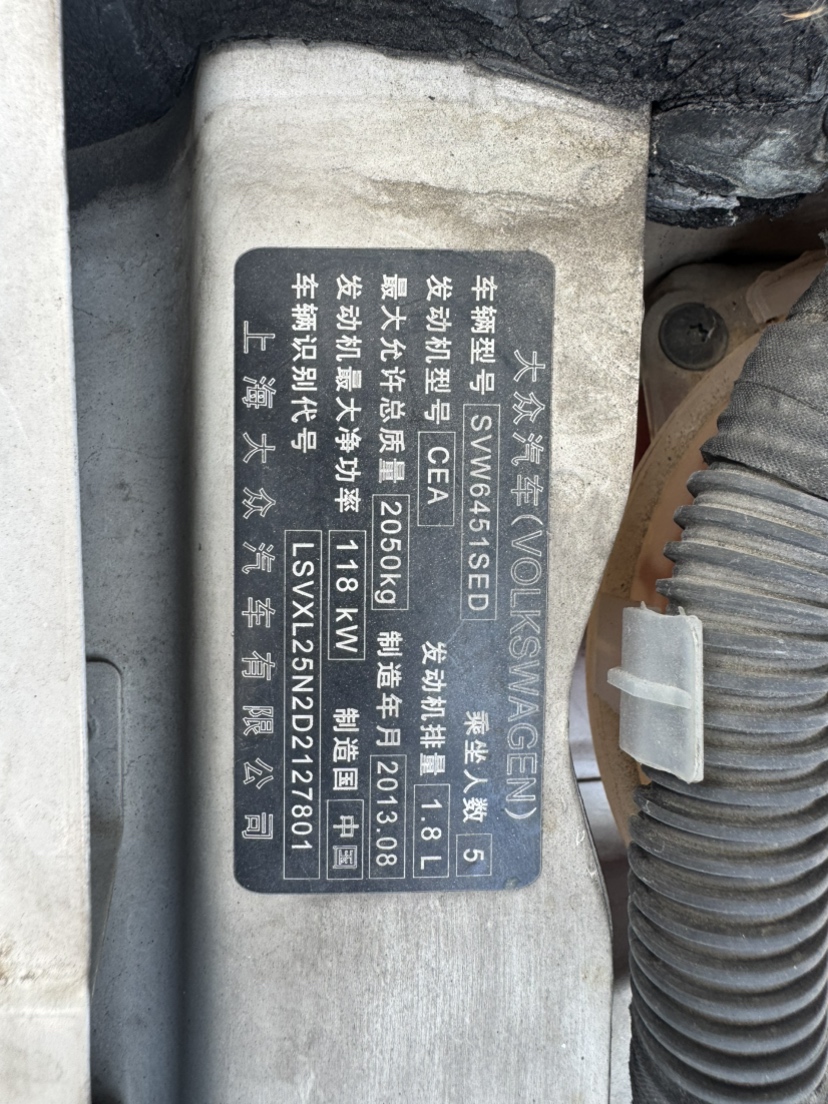 大众汽车(VOLKSWAGEN)
车辆型号 SVW6451SED 乘坐人数 5
发动机型号 CEA 发动机排量 1.8 L
最大允许总质量 2050kg 制造年月 2013.08
发动机最大净功率 118 kW 制造国 中国
车辆识别代号 LSVXL25N2D2127801
上海大众汽车有限公司